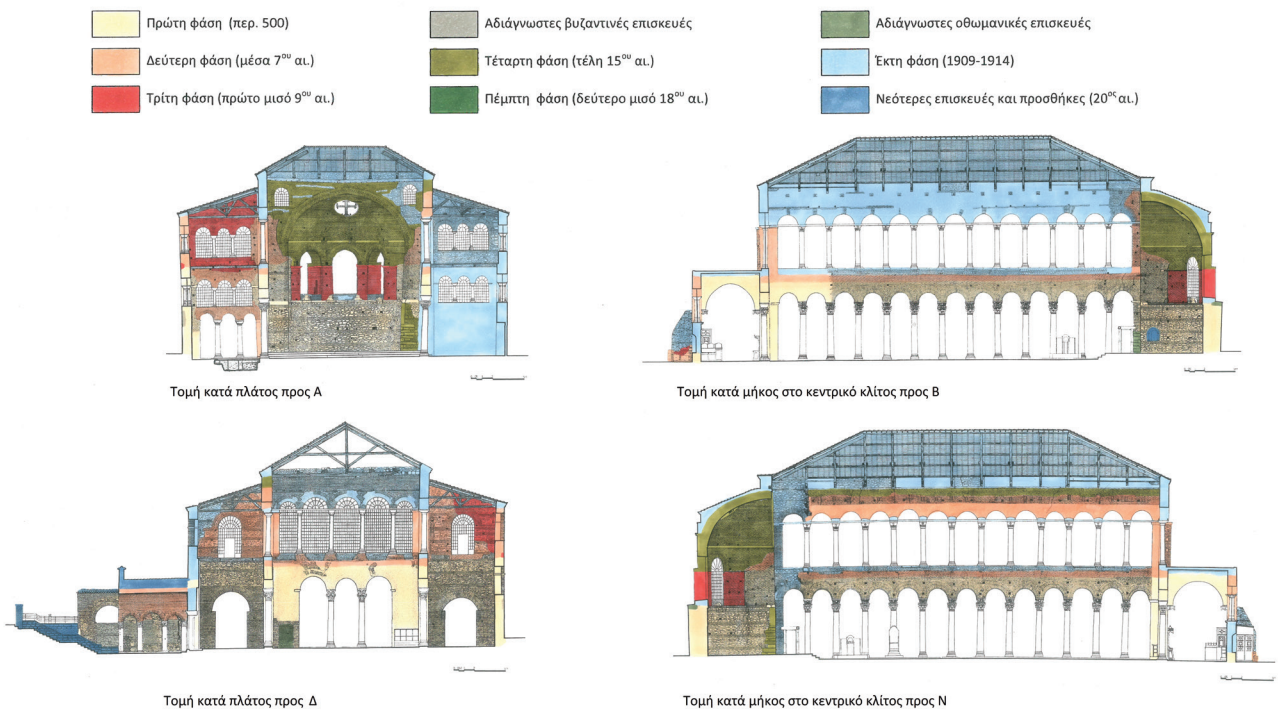 Πρώτη φάση (περ. 500)
Αδιάγνωστες βυζαντινές επισκευές
Αδιάγνωστες οθωμανικές επισκευές
Δεύτερη φάση (μέσα 7ου αι.)
Τέταρτη φάση (τέλη 15ου αι.)
Έκτη φάση (1909-1914)
Τρίτη φάση (πρώτο μισό 9ου αι.)
Πέμπτη φάση (δεύτερο μισό 18ου αι.)
Νεότερες επισκευές και προσθήκες (20ος αι.)
Τομή κατά πλάτος προς Α
Τομή κατά μήκος στο κεντρικό κλίτος προς Β
Τομή κατά πλάτος προς Δ
Τομή κατά μήκος στο κεντρικό κλίτος προς Ν